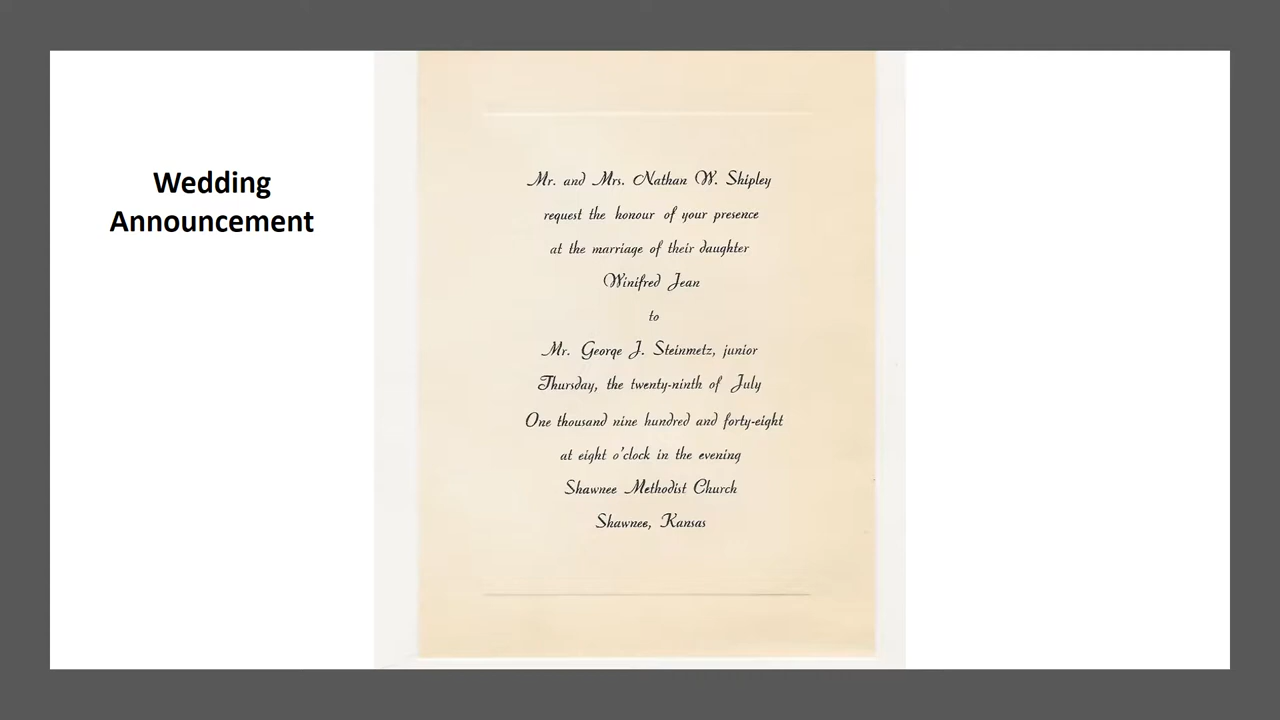 Wedding
Announcement
Mr. and Mrs. Nathan W. Shipley
request the honour of your presence
at the marriage of their daughter
Winifred Jean
to
Mr. George J. Steinmetz, junior
Thursday, the twenty-ninth of July
One thousand nine hundred and forty-eight
at eight o'clock in the evening
Shawnee Methodist Church
Shawnee, Kansas